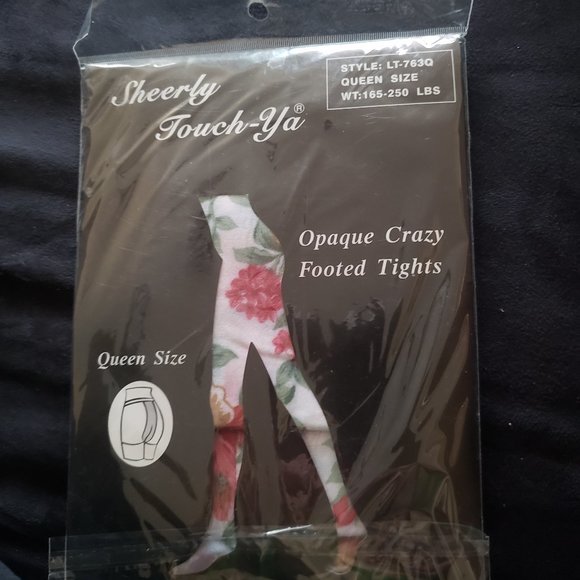 STYLE: LT-763Q
QUEEN SIZE
WT:165-250 LBS
Sheerly
Touch-Ya®
Opaque Crazy
Footed Tights
Queen Size